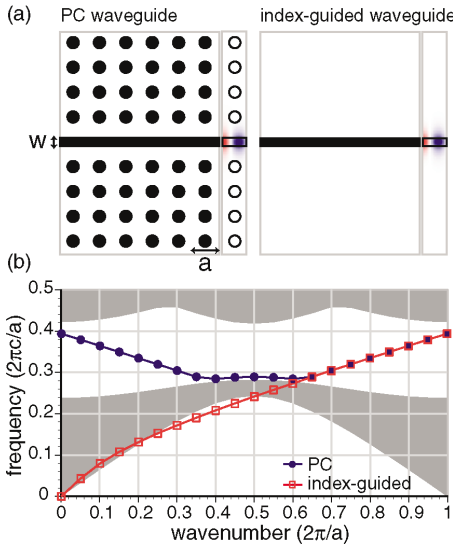 (a)
PC waveguide
index-guided waveguide
w
a
(b)
0.5
0.4
0.3
0.2
0.1
0
frequency (2πc/a)
PC
index-guided
0 0.1 0.2 0.3 0.4 0.5 0.6 0.7 0.8 0.9 1
wavenumber (2π/a)